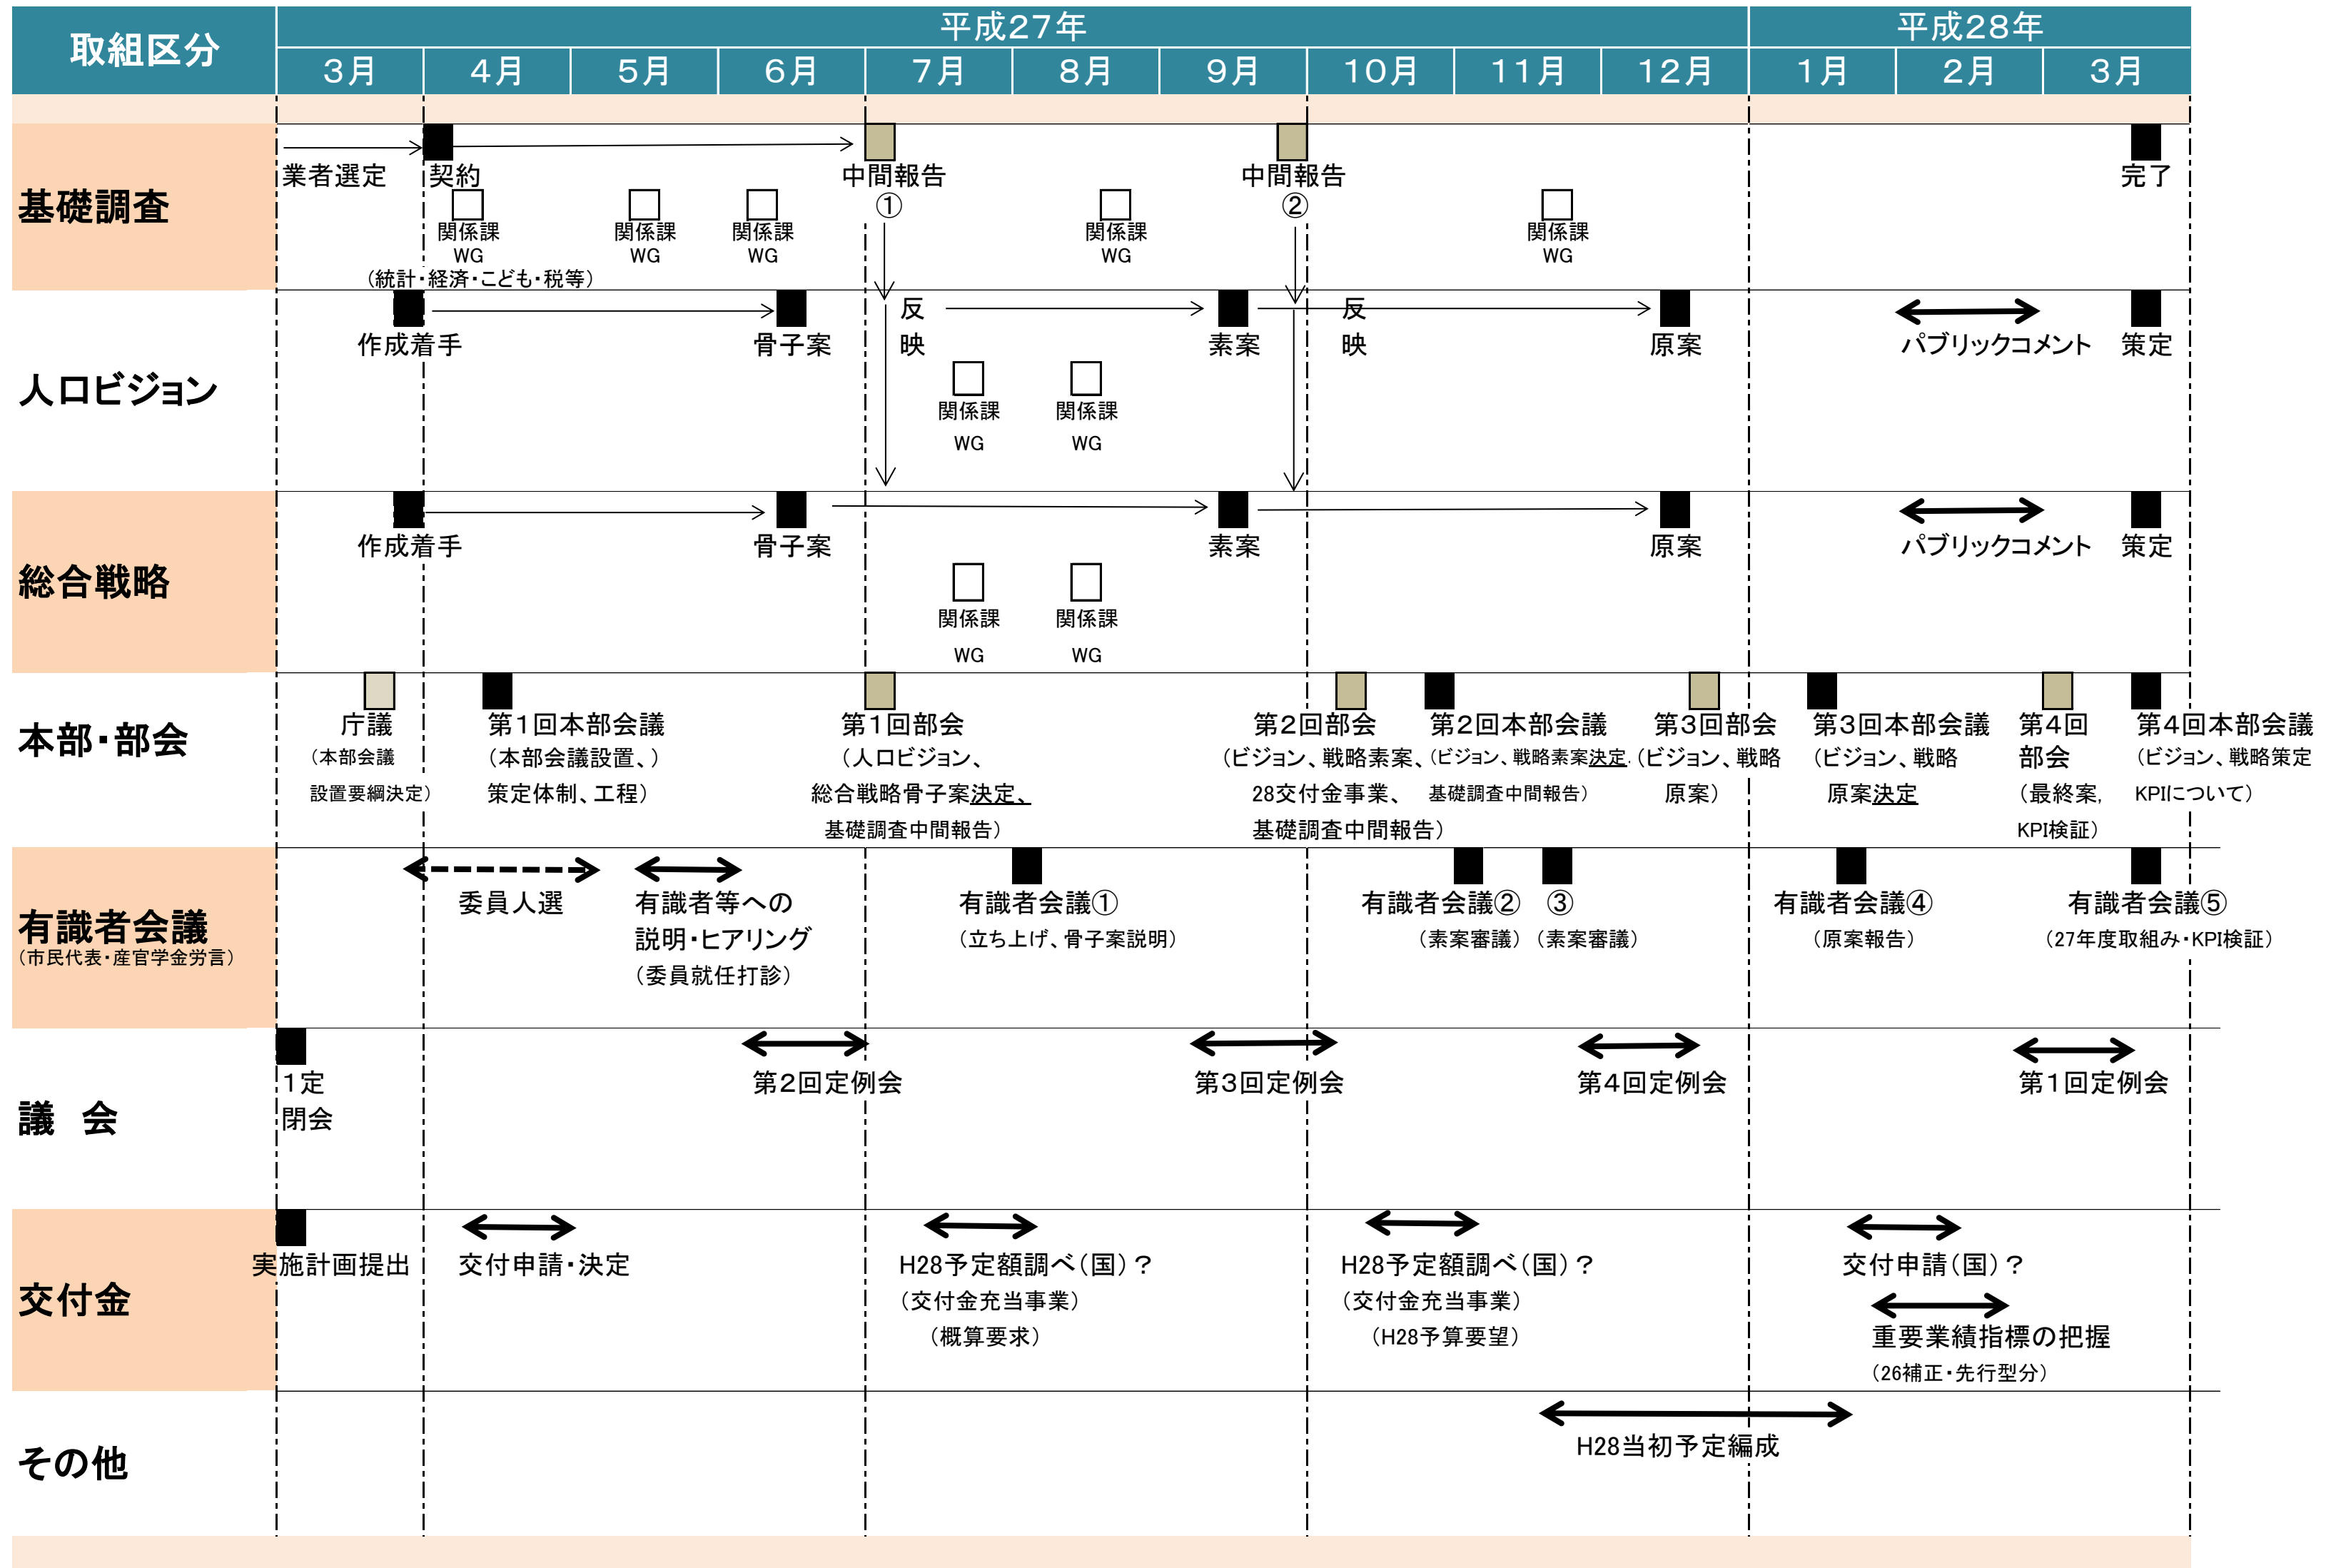 取組区分
平成27年
平成28年
3月
4月
5月
6月
7月
8月
9月
10月
11月
12月
1月
2月
3月
基礎調査
業者選定
契約
中間報告
①
中間報告
②
完了
関係課
WG
関係課
WG
関係課
WG
関係課
WG
関係課
WG
(統計・経済・こども・税等)
人口ビジョン
作成着手
骨子案
反
映
素案
反
映
原案
パブリックコメント
策定
関係課
WG
関係課
WG
総合戦略
作成着手
骨子案
素案
原案
パブリックコメント
策定
関係課
WG
関係課
WG
本部・部会
庁議
(本部会議
設置要綱決定)
第1回本部会議
(本部会議設置、)
策定体制、工程)
第1回部会
(人口ビジョン、
総合戦略骨子案決定、
基礎調査中間報告)
第2回部会
(ビジョン、戦略素案、
28交付金事業、
基礎調査中間報告)
第2回本部会議
(ビジョン、戦略素案決定、
基礎調査中間報告)
第3回部会
(ビジョン、戦略
原案)
第3回本部会議
(ビジョン、戦略
原案決定
第4回
部会
(最終案,
KPI検証)
第4回本部会議
(ビジョン、戦略策定
KPIについて)
有識者会議
(市民代表・産官学金労言)
委員人選
有識者等への
説明・ヒアリング
(委員就任打診)
有識者会議①
(立ち上げ、骨子案説明)
有識者会議②
(素案審議)
③
(素案審議)
有識者会議④
(原案報告)
有識者会議⑤
(27年度取組み・KPI検証)
議 会
1定
閉会
第2回定例会
第3回定例会
第4回定例会
第1回定例会
交付金
実施計画提出
交付申請・決定
H28予定額調べ(国)?
(交付金充当事業)
(概算要求)
H28予定額調べ(国)?
(交付金充当事業)
(H28予算要望)
交付申請(国)?
重要業績指標の把握
(26補正・先行型分)
その他
H28当初予定編成